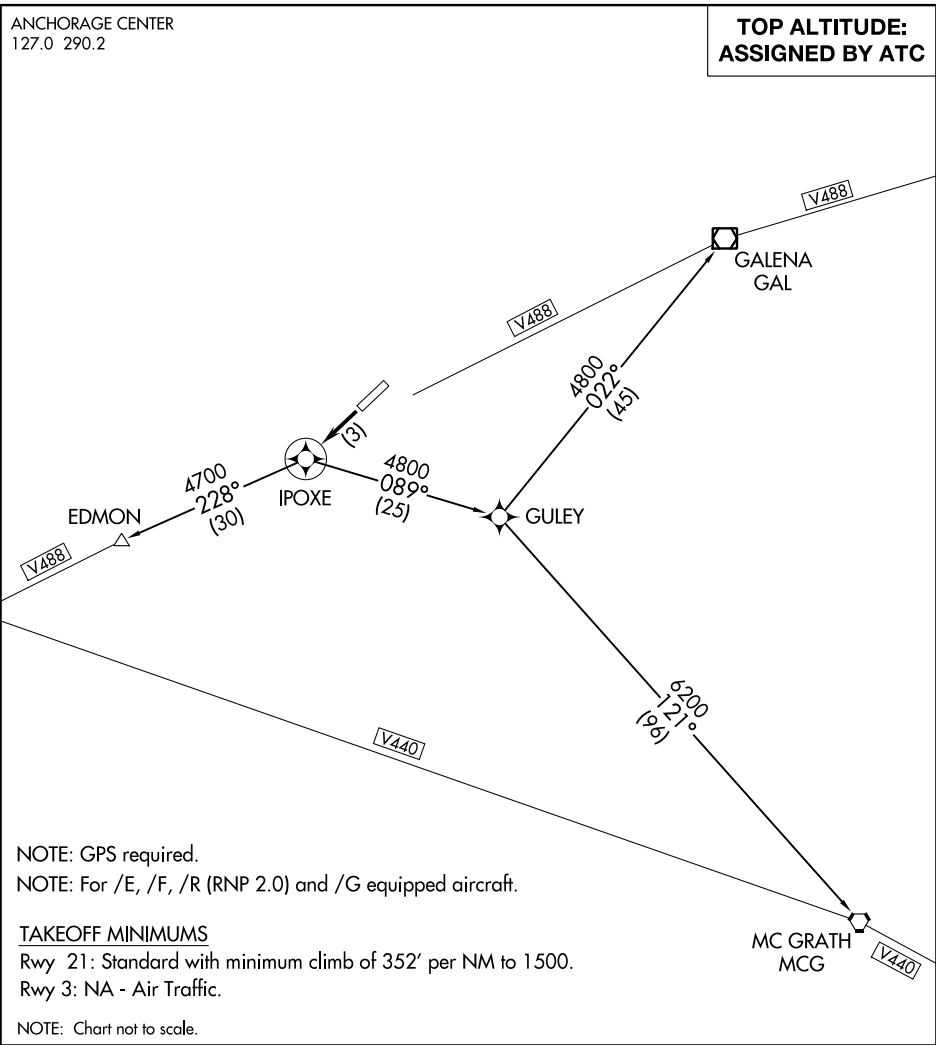 ANCHORAGE CENTER
127.0 290.2
TOP ALTITUDE:
ASSIGNED BY ATC
V488
GALENA
GAL
V488
4800
022°
(45)
(3)
4700
228°
(30)
IPOXE
4800
089°
(25)
GULEY
EDMON
V488
6200
121°
(96)
V440
NOTE: GPS required.
NOTE: For /E, /F, /R (RNP 2.0) and /G equipped aircraft.
TAKEOFF MINIMUMS
Rwy 21: Standard with minimum climb of 352' per NM to 1500.
Rwy 3: NA - Air Traffic.
MC GRATH
MCG
V440
NOTE: Chart not to scale.